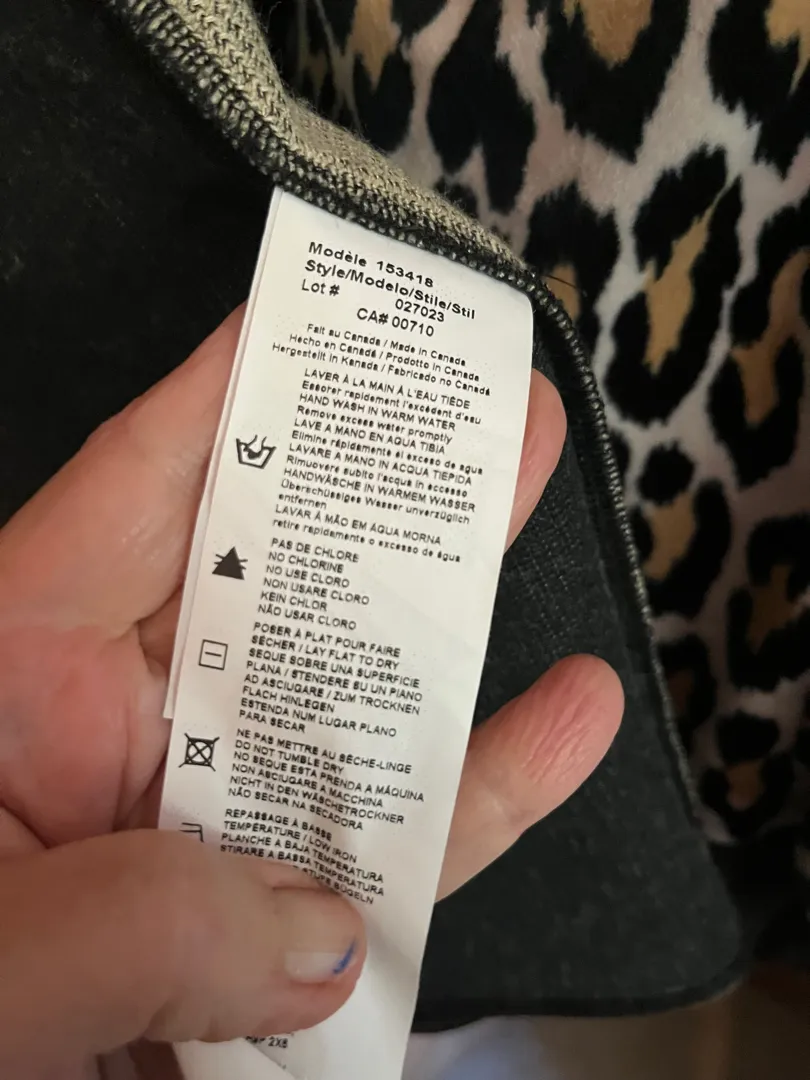 Modèle 153418
Style/Modelo/Stile/Stil
Lot # 027023
CA# 00710
Fait au Canada / Made in Canada
Hecho en Canadá / Prodotto in Canada
Hergestellt in Kanada / Fabricado no Canadá
LAVER À LA MAIN À L'EAU TIÈDE
Essorer rapidement l'excédent d'eau
HAND WASH IN WARM WATER
Remove excess water promptly
LAVE A MANO EN AQUA TIBIA
Elimine rápidamente el exceso de agua
LAVARE A MANO IN ACQUA TIEPIDA
Rimuovere subito l'acqua in eccesso
HANDWÄSCHE IN WARMEM WASSER
Überschüssiges Wasser unverzüglich
entfernen
LAVAR À MÃO EM ÁGUA MORNA
retire rapidamente o excesso de água
PAS DE CHLORE
NO CHLORINE
NO USE CLORO
NON USARE CLORO
KEIN CHLOR
NÃO USAR CLORO
POSER À PLAT POUR FAIRE
SÉCHER / LAY FLAT TO DRY
SEQUE SOBRE UNA SUPERFICIE
PLANA / STENDERE SU UN PIANO
AD ASCIUGARE / ZUM TROCKNEN
FLACH HINLEGEN
ESTENDA NUM LUGAR PLANO
PARA SECAR
NE PAS METTRE AU SÈCHE-LINGE
DO NOT TUMBLE DRY
NO SEQUE ESTA PRENDA A MÁQUINA
NON ASCIUGARE A MACCHINA
NICHT IN DEN WÄSCHETROCKNER
NÃO SECAR NA SECADORA
REPASSAGE À BASSE
TEMPÉRATURE / LOW IRON
PLANCHE A BAJA TEMPERATURA
STIRARE A BASSA TEMPERATURA
STUFE BÜGELN
2X8